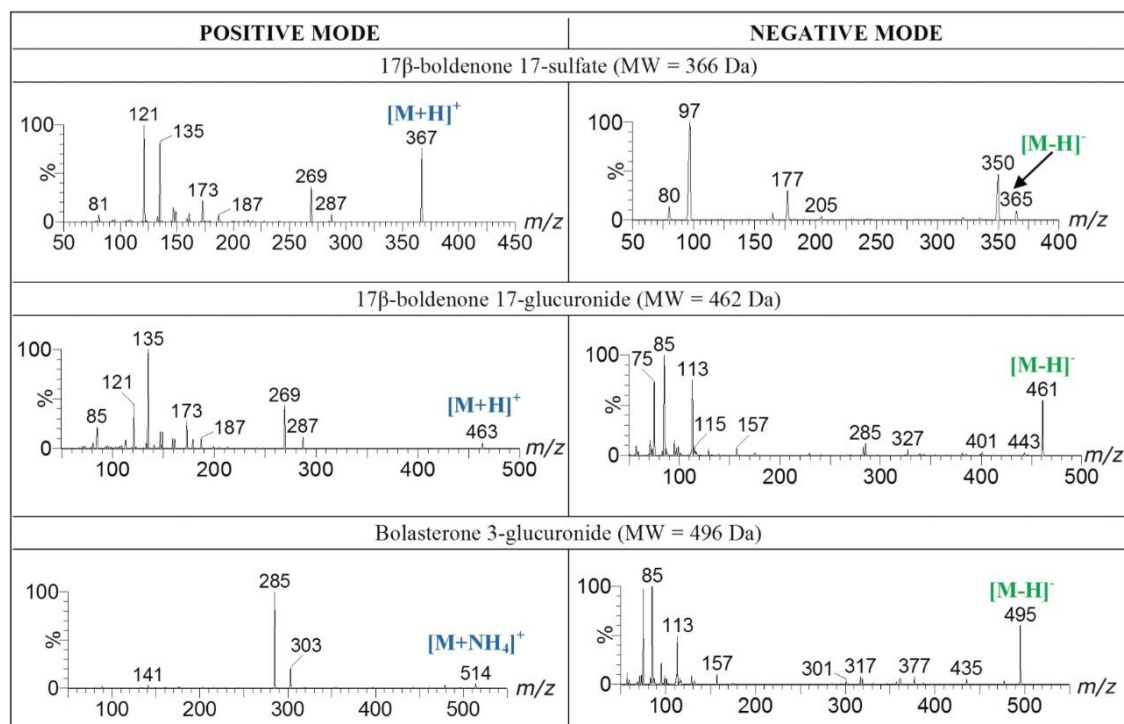 POSITIVE MODE
NEGATIVE MODE
17β-boldenone 17-sulfate (MW = 366 Da)
121
[M+H]⁺
100
135
367
%
269
81
173
187
287
m/z
50 100 150 200 250 300 350 400 450
97
[M-H]⁻
100
350
%
177
365
80
205
0
m/z
50 100 150 200 250 300 350 400
17β-boldenone 17-glucuronide (MW = 462 Da)
135
100
121
[M+H]⁺
%
269
85
173
187
287
463
0
m/z
100 200 300 400 500
85
75
[M-H]⁻
100
113
461
%
115
157
285
327
401
443
0
m/z
100 200 300 400 500
Bolasterone 3-glucuronide (MW = 496 Da)
285
100
[M+NH₄]⁺
%
303
141
514
0
m/z
100 150 200 250 300 350 400 450 500
85
[M-H]⁻
100
495
113
%
157
301
317
377
435
0
m/z
100 200 300 400 500